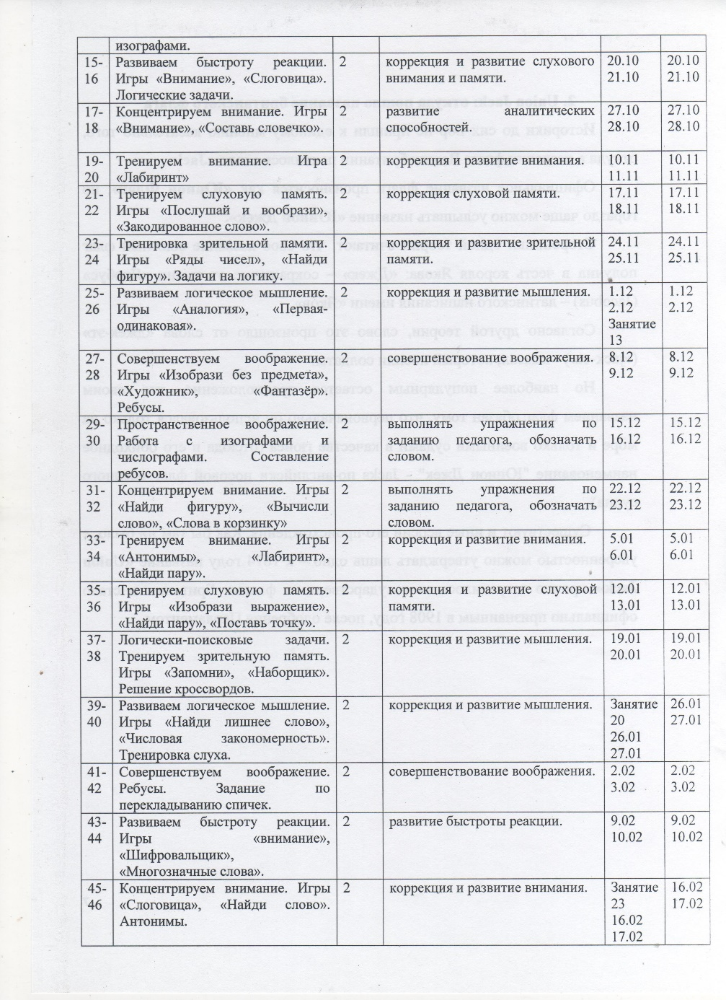 изографами.
15- Развиваем быстроту реакции. 2 коррекция и развитие слухового 20.10 20.10
16 Игры «Внимание», «Слоговица». внимания и памяти. 21.10 21.10
Логические задачи.
17- Концентрируем внимание. Игры 2 развитие аналитических 27.10 27.10
18 «Внимание», «Составь словечко». способностей. 28.10 28.10
19- Тренируем внимание. Игра 2 коррекция и развитие внимания. 10.11 10.11
20 «Лабиринт» 11.11 11.11
21- Тренируем слуховую память. 2 коррекция слуховой памяти. 17.11 17.11
22 Игры «Послушай и вообрази», 18.11 18.11
«Закодированное слово».
23- Тренировка зрительной памяти. 2 коррекция и развитие зрительной 24.11 24.11
24 Игры «Ряды чисел», «Найди памяти. 25.11 25.11
фигуру». Задачи на логику.
25- Развиваем логическое мышление. 2 коррекция и развитие мышления. 1.12 1.12
26 Игры «Аналогия», «Первая- 2.12 2.12
одинаковая». Занятие
13
27- Совершенствуем воображение. 2 совершенствование воображения. 8.12 8.12
28 Игры «Изобрази без предмета», 9.12 9.12
«Художник», «Фантазёр».
Ребусы.
29- Пространственное воображение. 2 выполнять упражнения по 15.12 15.12
30 Работа с изографами и заданию педагога, обозначать 16.12 16.12
числографами. Составление словом.
ребусов.
31- Концентрируем внимание. Игры 2 выполнять упражнения по 22.12 22.12
32 «Найди фигуру», «Вычисли заданию педагога, обозначать 23.12 23.12
слово», «Слова в корзинку» словом.
33- Тренируем внимание. Игры 2 коррекция и развитие внимания. 5.01 5.01
34 «Антонимы», «Лабиринт», 6.01 6.01
«Найди пару».
35- Тренируем слуховую память. 2 коррекция и развитие слуховой 12.01 12.01
36 Игры «Изобрази выражение», памяти. 13.01 13.01
«Найди пару», «Поставь точку».
37- Логически-поисковые задачи. 2 коррекция и развитие мышления. 19.01 19.01
38 Тренируем зрительную память. 20.01 20.01
Игры «Запомни», «Наборщик».
Решение кроссвордов.
39- Развиваем логическое мышление. 2 коррекция и развитие мышления. Занятие 26.01
40 Игры «Найди лишнее слово», 20 27.01
«Числовая закономерность». 26.01
Тренировка слуха. 27.01
41- Совершенствуем воображение. 2 совершенствование воображения. 2.02 2.02
42 Ребусы. Задание по 3.02 3.02
перекладыванию спичек.
43- Развиваем быстроту реакции. 2 развитие быстроты реакции. 9.02 9.02
44 Игры «внимание», 10.02 10.02
«Шифровальщик»,
«Многозначные слова».
45- Концентрируем внимание. Игры 2 коррекция и развитие внимания. Занятие 16.02
46 «Слоговица», «Найди слово». 23 17.02
Антонимы. 16.02
17.02